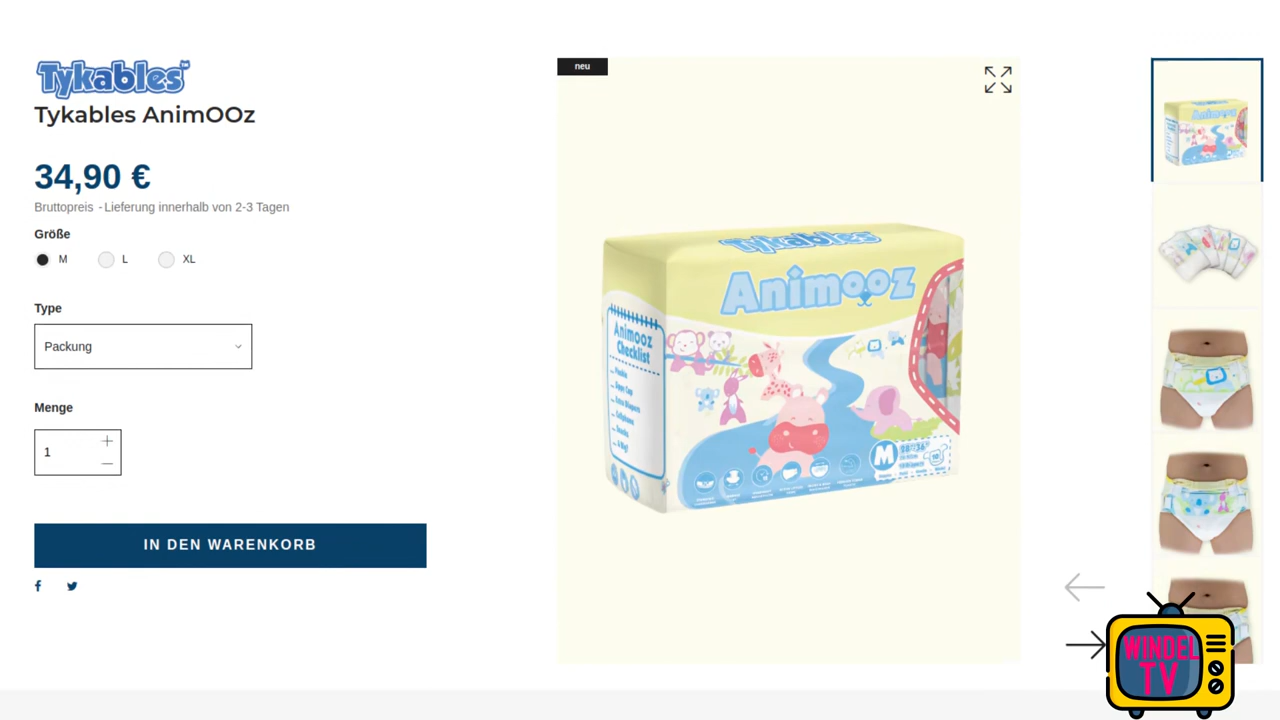 Tykables™
Tykables AnimOOz
34,90 €
Bruttopreis - Lieferung innerhalb von 2-3 Tagen
Größe
M L XL
Type
Packung
Menge
1
IN DEN WARENKORB
neu
Tykables
Animooz
Animooz
Checklist
M
WINDEL
TV